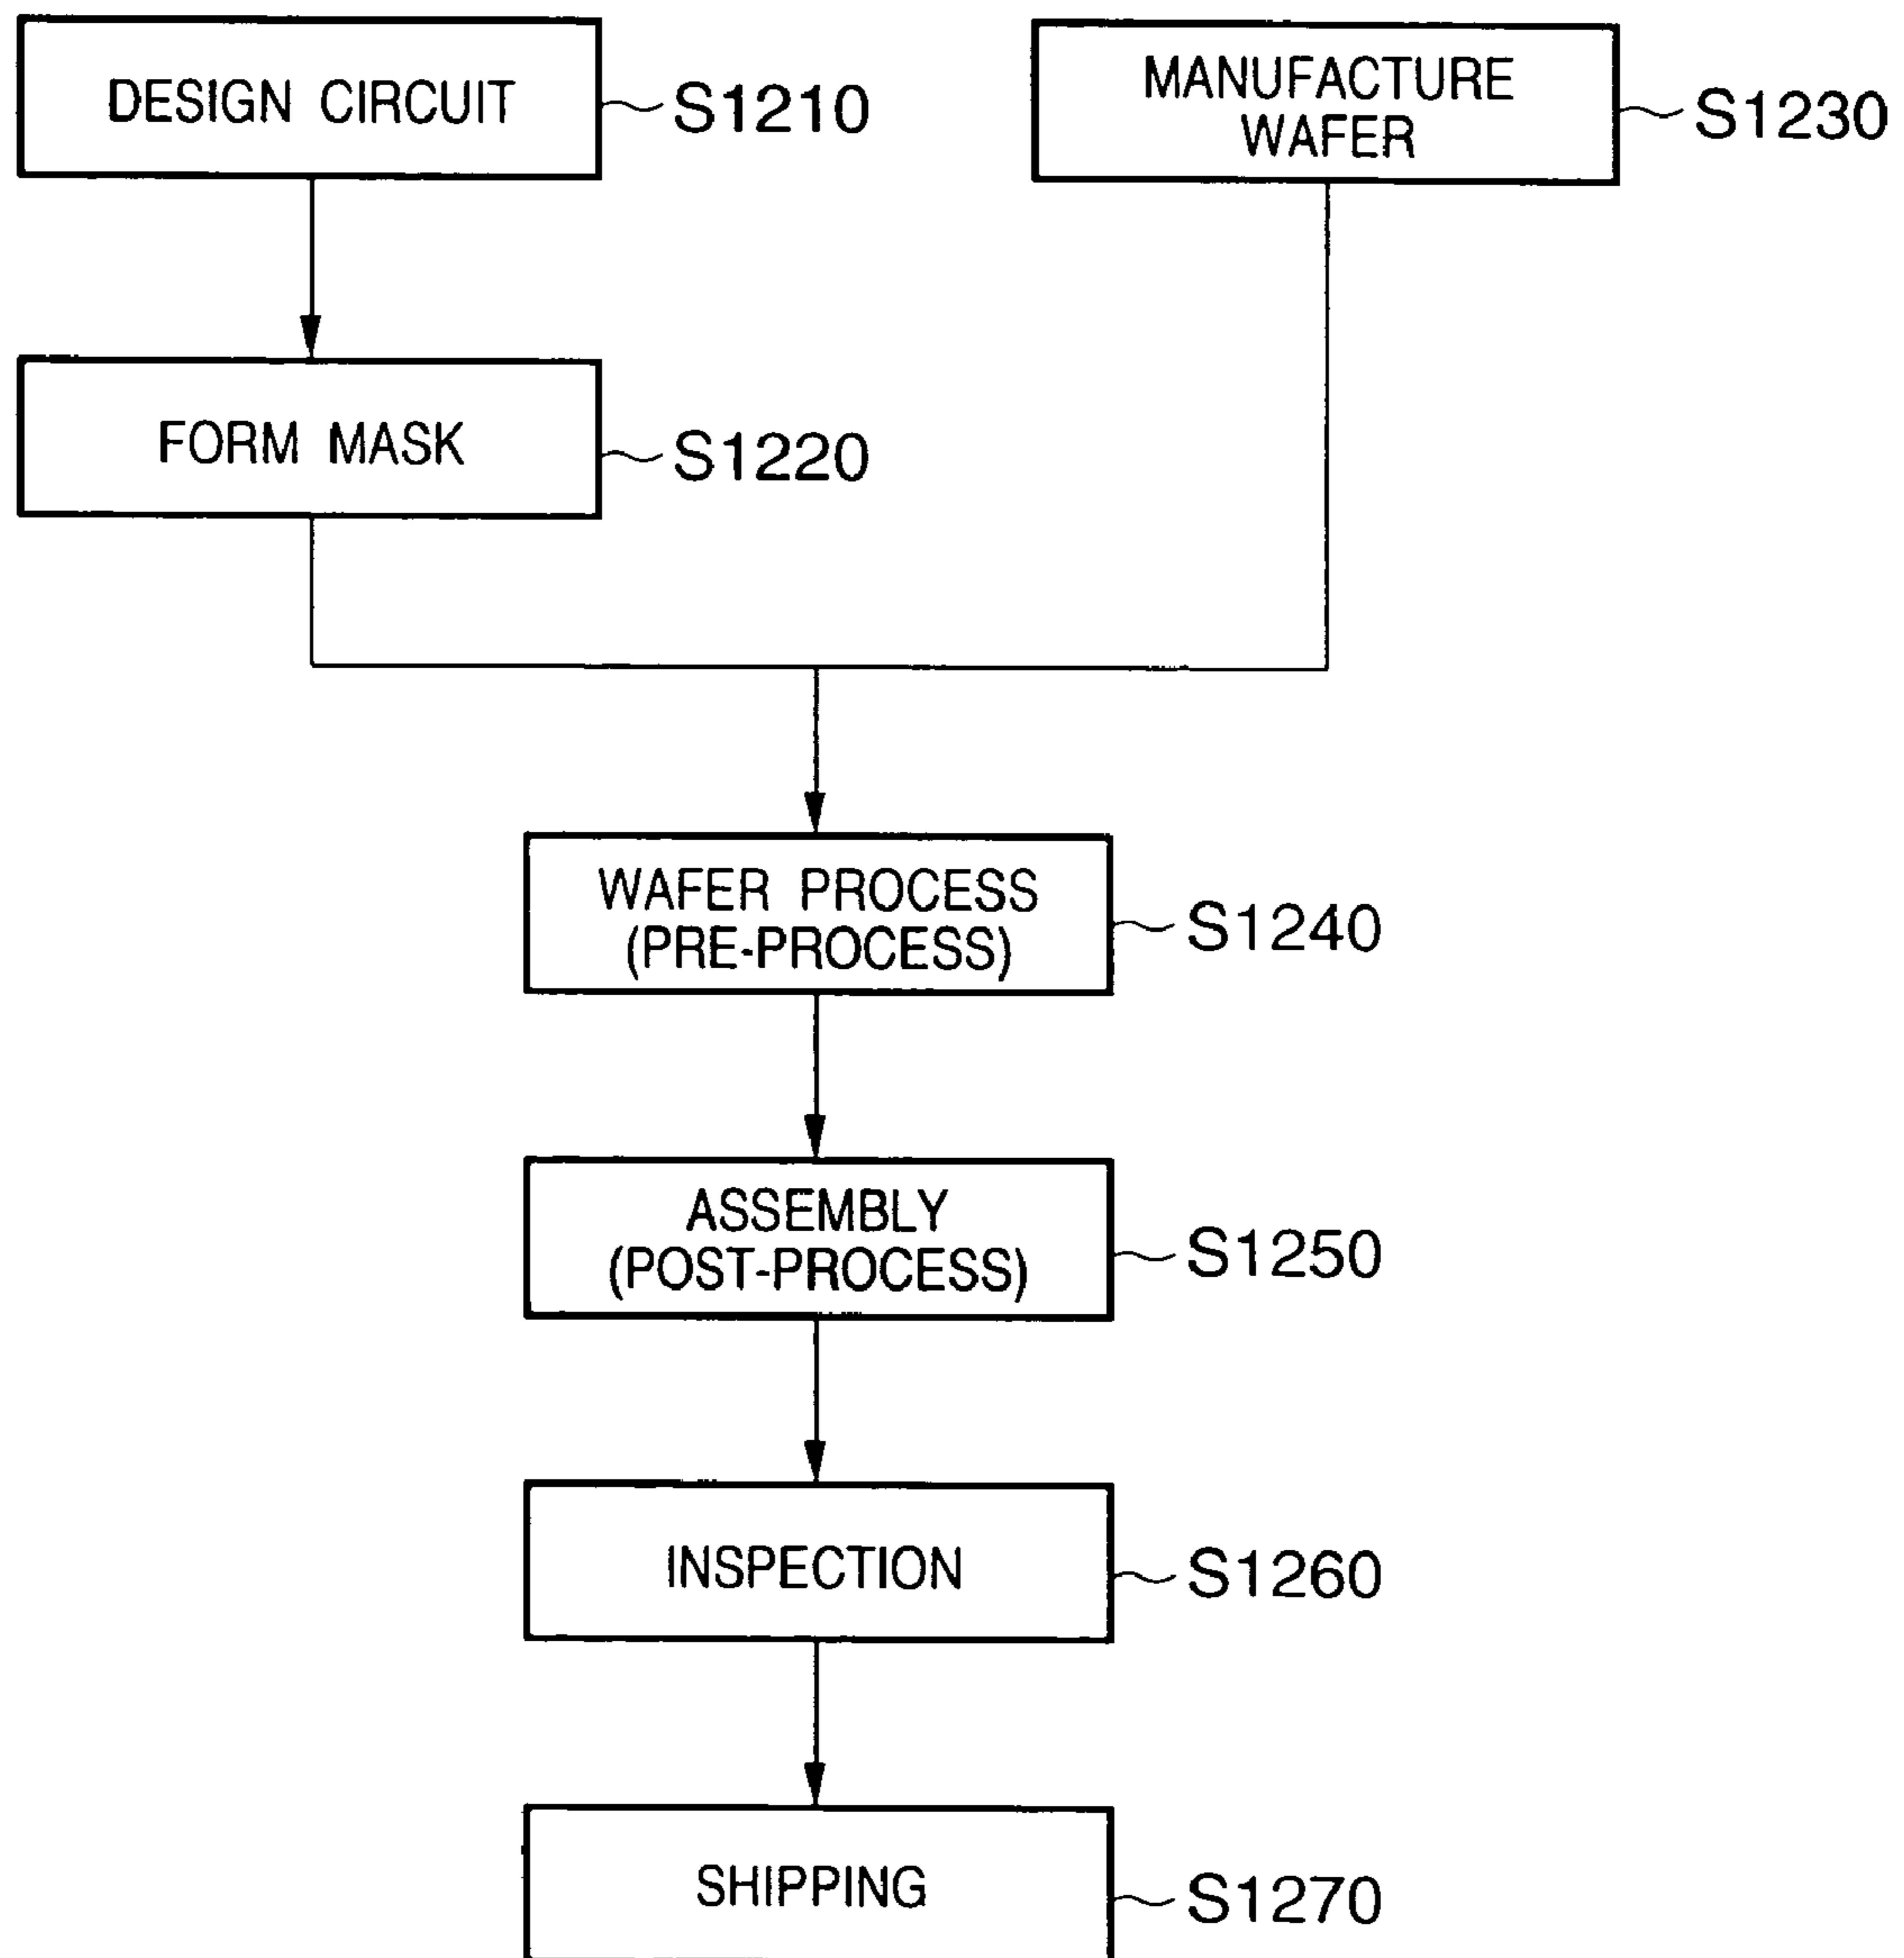 DESIGN CIRCUIT
S1210
MANUFACTURE
WAFER
S1230
FORM MASK
S1220
WAFER PROCESS
(PRE-PROCESS)
S1240
ASSEMBLY
(POST-PROCESS)
S1250
INSPECTION
S1260
SHIPPING
S1270